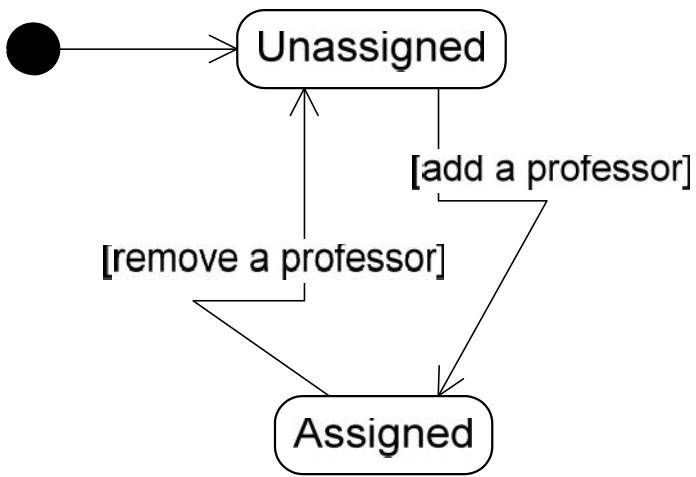 Unassigned
[add a professor]
[remove a professor]
Assigned